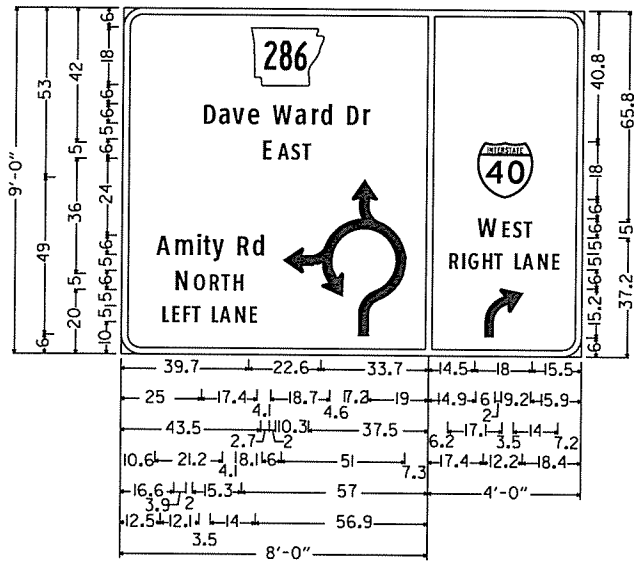 286
Dave Ward Dr
EAST
Amity Rd
NORTH
LEFT LANE
INTERSTATE
40
WEST
RIGHT LANE
9'-0"
53 49 6
42 5 36 5 20
6 18 6 6 5 6 24 6 5 6 5 5 10
40.8 18 6 6 5 6 5 15.2 6
65.8 5 37.2
39.7 22.6 33.7 14.5 18 15.5
25 17.4 4.1 18.7 4.6 7.2 19 14.9 6 2 9.2 15.9
43.5 2.7 2 10.3 37.5 6.2 17.1 3.5 14 7.2
10.6 21.2 4.1 8.1 6 51 7.3 17.4 12.2 18.4
16.6 3.9 2 15.3 57 4'-0"
12.5 12.1 3.5 14 56.9
8'-0"